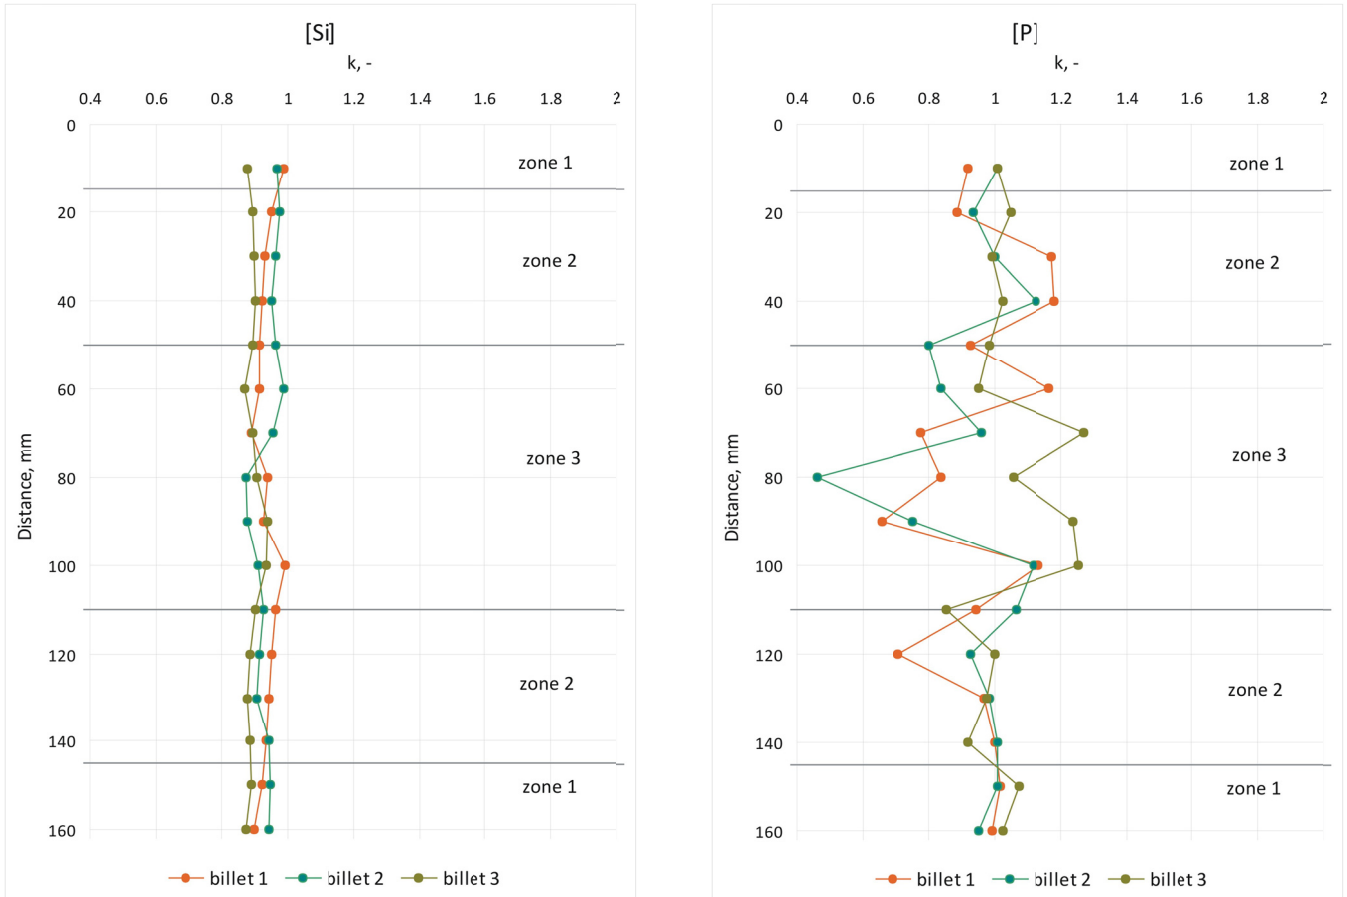 [Si]
k, -
0.4 0.6 0.8 1 1.2 1.4 1.6 1.8 2
0
20
40
60
80
100
120
140
160
Distance, mm
zone 1
zone 2
zone 3
zone 2
zone 1
billet 1 billet 2 billet 3
[P]
k, -
0.4 0.6 0.8 1 1.2 1.4 1.6 1.8 2
0
20
40
60
80
100
120
140
160
Distance, mm
zone 1
zone 2
zone 3
zone 2
zone 1
billet 1 billet 2 billet 3